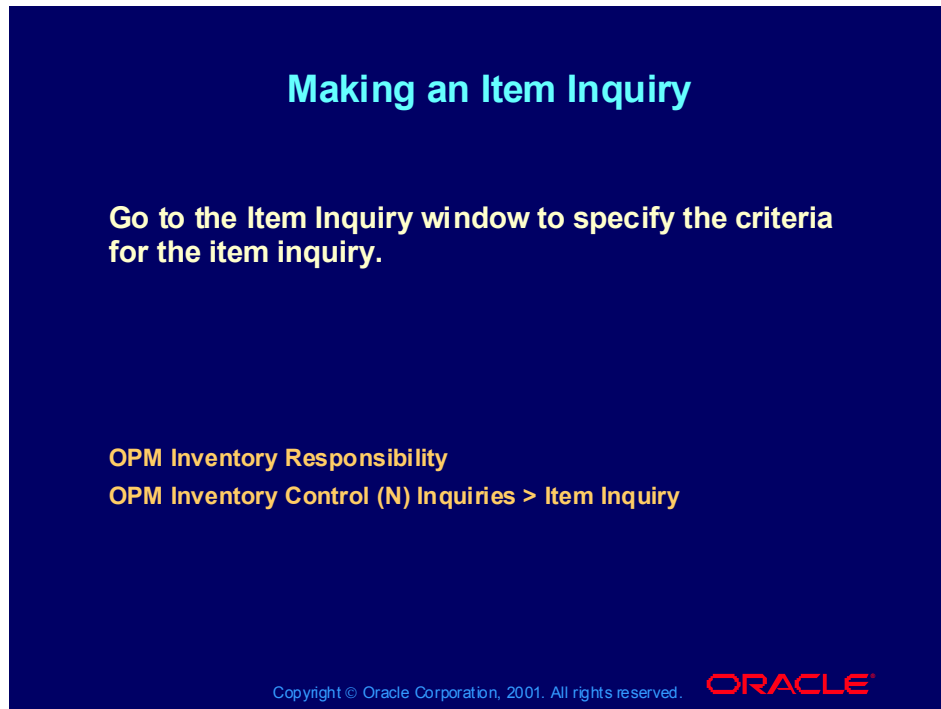 Making an Item Inquiry
Go to the Item Inquiry window to specify the criteria
for the item inquiry.
OPM Inventory Responsibility
OPM Inventory Control (N) Inquiries > Item Inquiry
Copyright © Oracle Corporation, 2001. All rights reserved.
ORACLE®